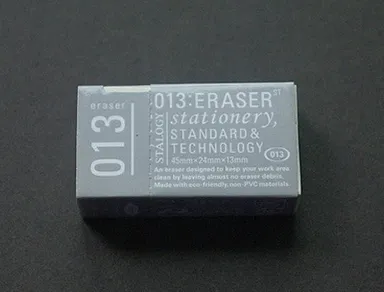 eraser
013
STALOGY
013:ERASER ST
stationery,
STANDARD &
TECHNOLOGY
45mm×24mm×13mm
013
An eraser designed to keep your work area
clean by leaving almost no eraser debris.
Made with eco-friendly, non-PVC materials.